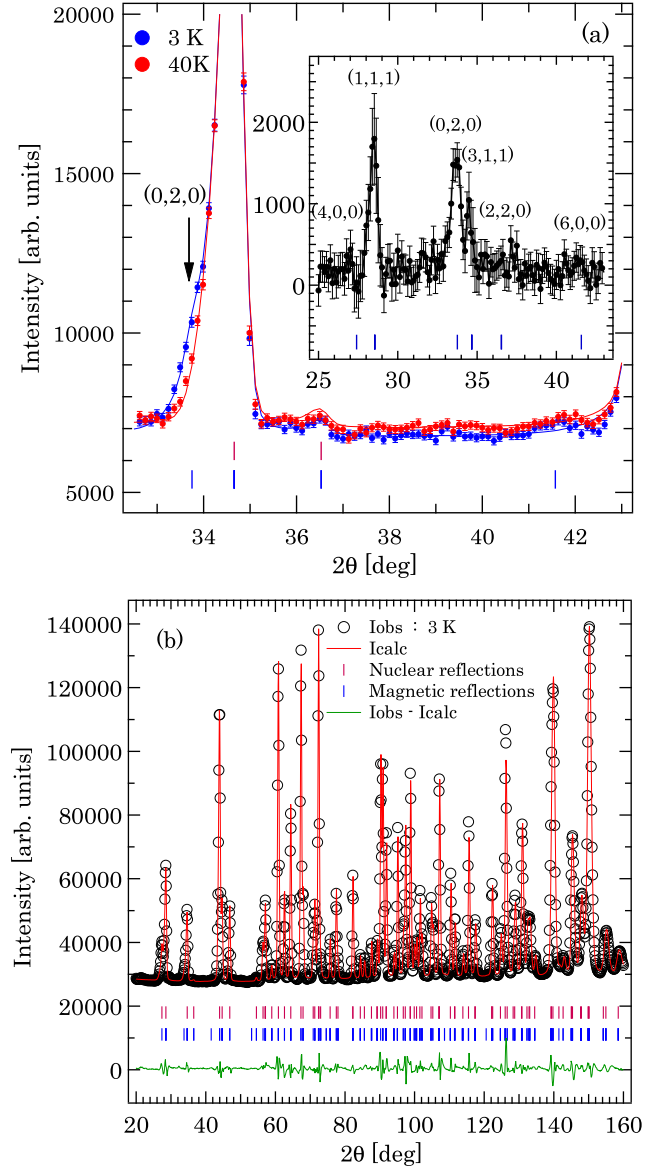 20000
15000
10000
5000
Intensity [arb. units]
3 K
40K
(a)
(0,2,0)
(1,1,1)
(0,2,0)
(3,1,1)
(4,0,0)
(2,2,0)
(6,0,0)
2000
1000
0
25 30 35 40
34 36 38 40 42
2θ [deg]
(b)
Iobs : 3 K
Icalc
Nuclear reflections
Magnetic reflections
Iobs - Icalc
140000
120000
100000
80000
60000
40000
20000
0
Intensity [arb. units]
20 40 60 80 100 120 140 160
2θ [deg]